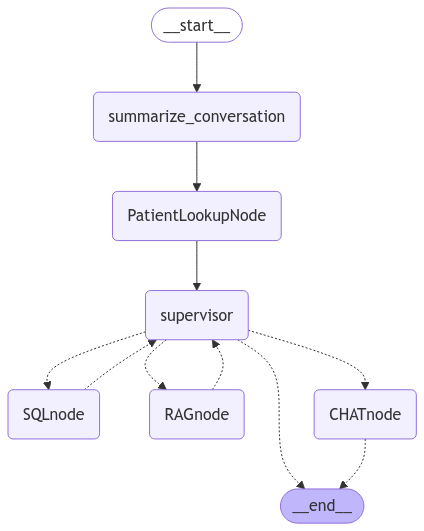 __start__
summarize_conversation
PatientLookupNode
supervisor
SQLnode
RAGnode
CHATnode
__end__